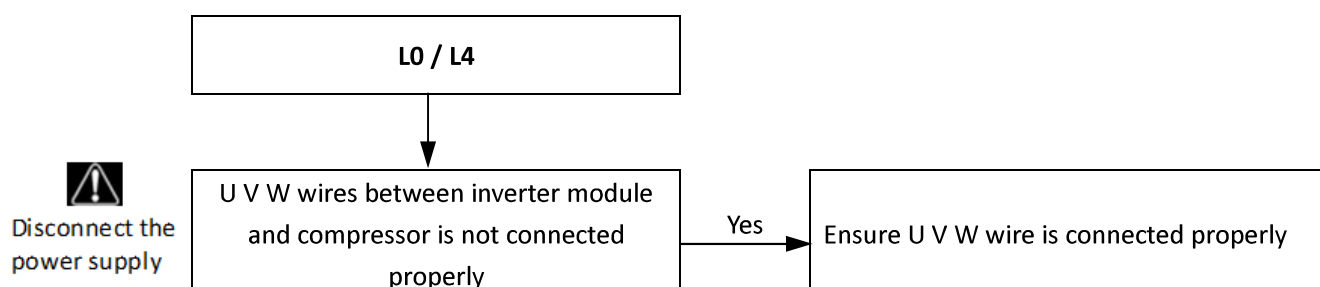 L0 / L4
Disconnect the
power supply
U V W wires between inverter module
and compressor is not connected
properly
Yes
Ensure U V W wire is connected properly